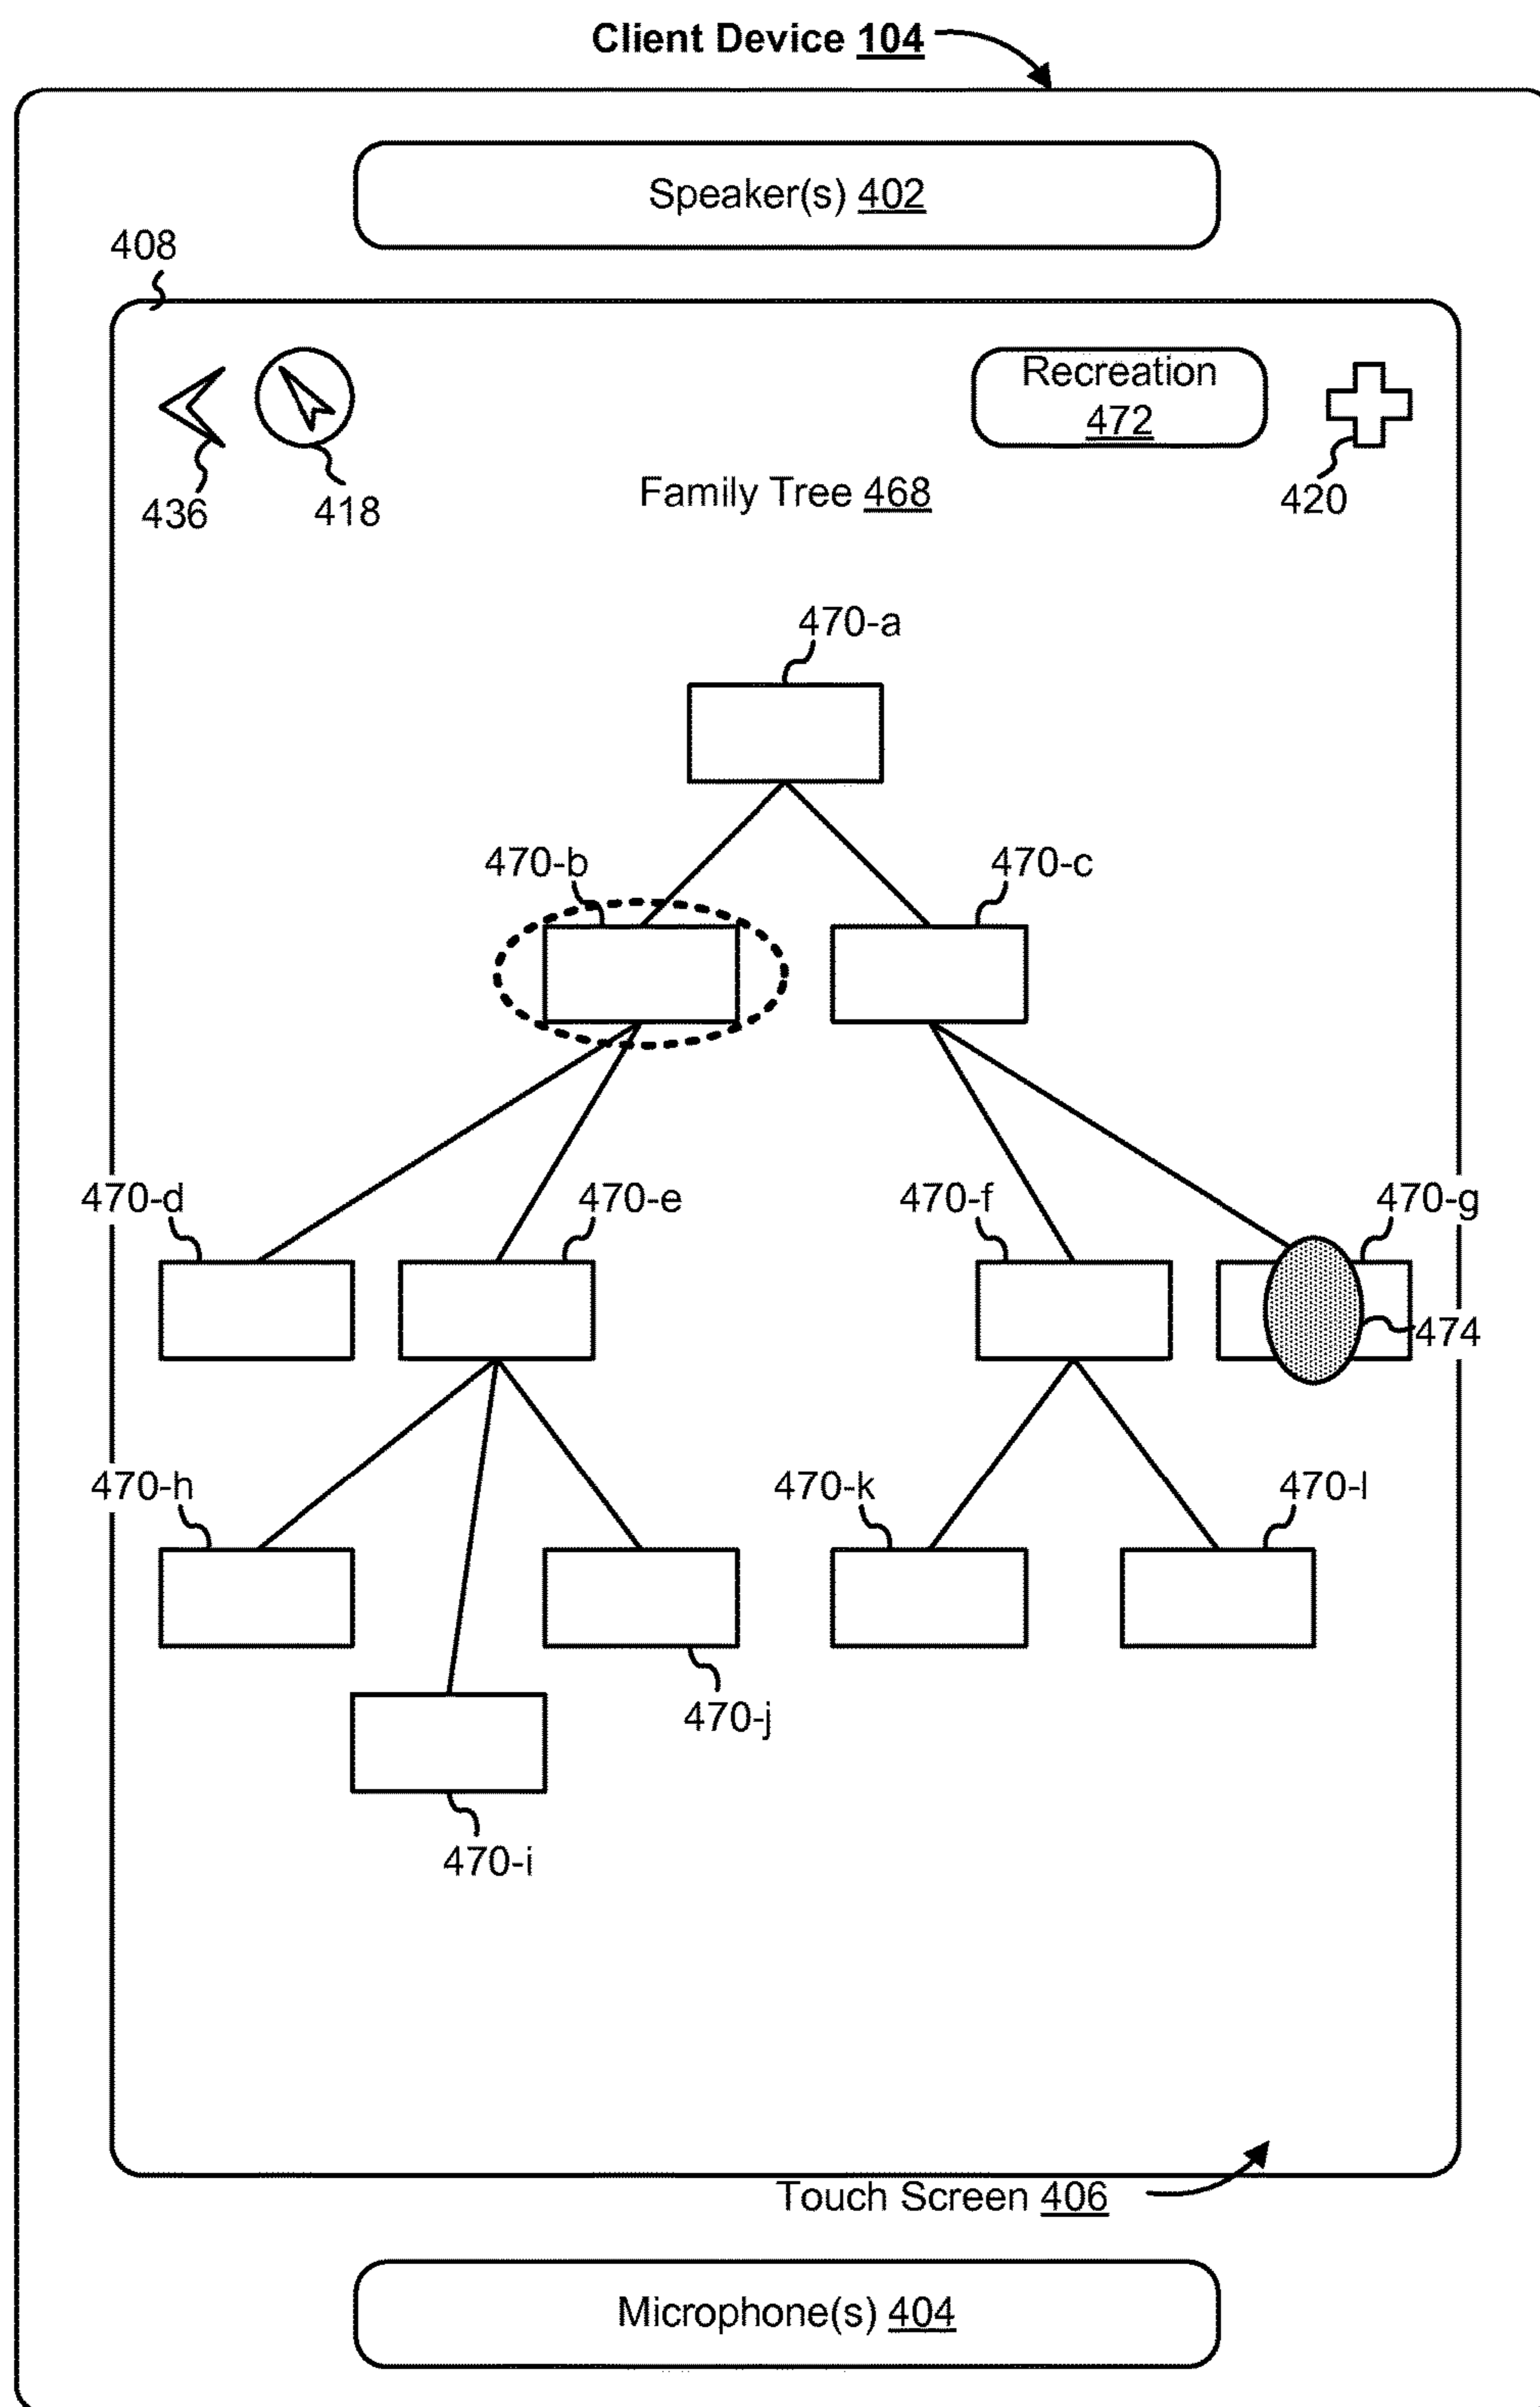 Client Device 104
Speaker(s) 402
408
Recreation
472
436
418
Family Tree 468
420
470-a
470-b
470-c
470-d
470-e
470-f
470-g
474
470-h
470-k
470-l
470-j
470-i
Touch Screen 406
Microphone(s) 404